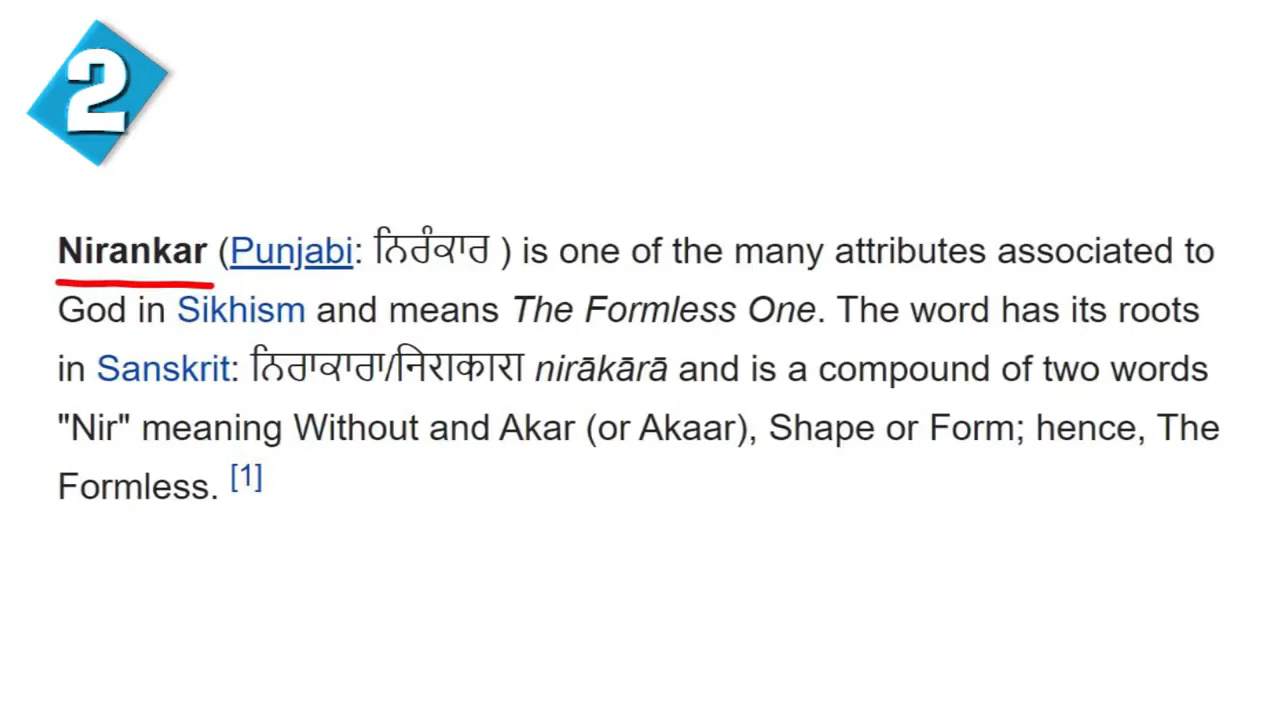 2
Nirankar (Punjabi: ਨਿਰੰਕਾਰ ) is one of the many attributes associated to
God in Sikhism and means The Formless One. The word has its roots
in Sanskrit: ਨਿਰਾਕਾਰਾ/निराकारा nirākārā and is a compound of two words
"Nir" meaning Without and Akar (or Akaar), Shape or Form; hence, The
Formless. [1]